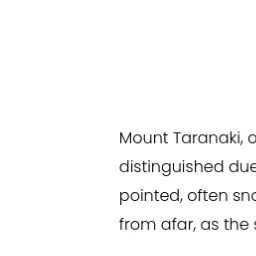 Mount Taranaki, o
distinguished due
pointed, often sno
from afar, as the s